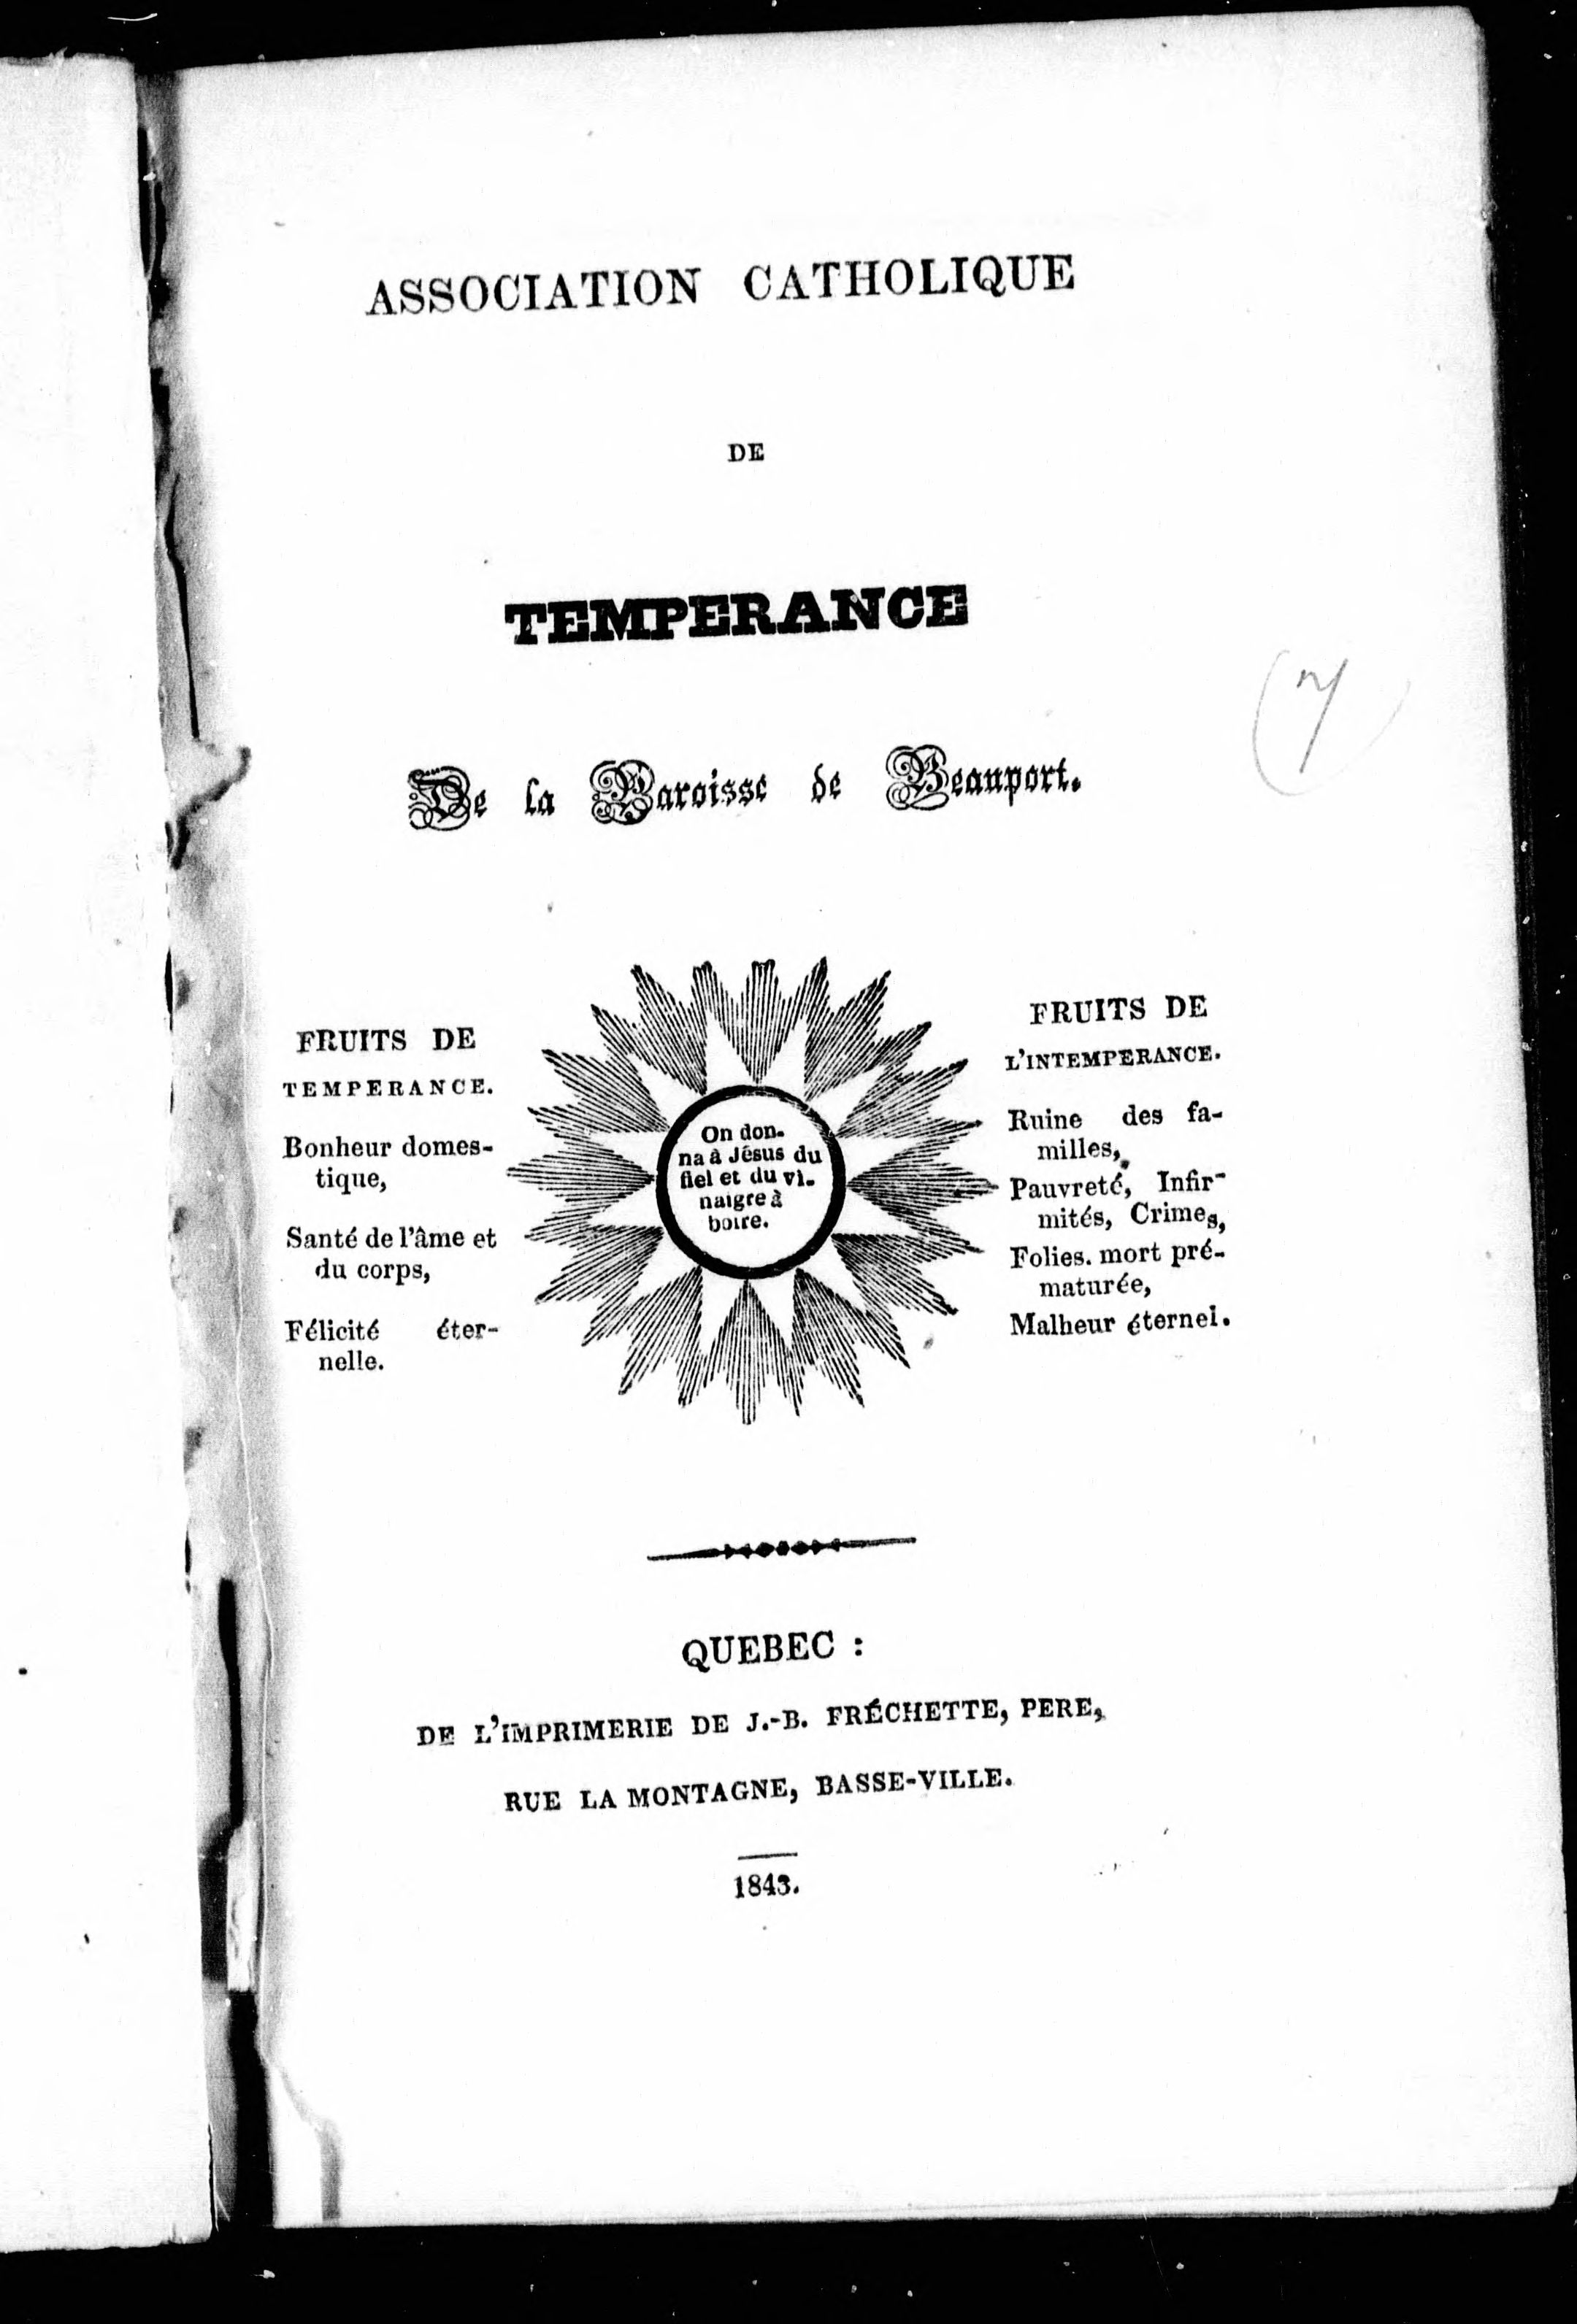 ASSOCIATION CATHOLIQUE
DE
TEMPERANCE
De la Paroisse de Beauport.
(7)
FRUITS DE
TEMPERANCE.
Bonheur domes-
tique,
Santé de l'âme et
du corps,
Félicité éter-
nelle.
On don-
na à Jésus du
fiel et du vi-
naigre à
boire.
FRUITS DE
L'INTEMPERANCE.
Ruine des fa-
milles,
Pauvreté, Infir-
mités, Crimes,
Folies. mort pré-
maturée,
Malheur éternel.
QUEBEC :
DE L'IMPRIMERIE DE J.-B. FRÉCHETTE, PERE,
RUE LA MONTAGNE, BASSE-VILLE.
1843.